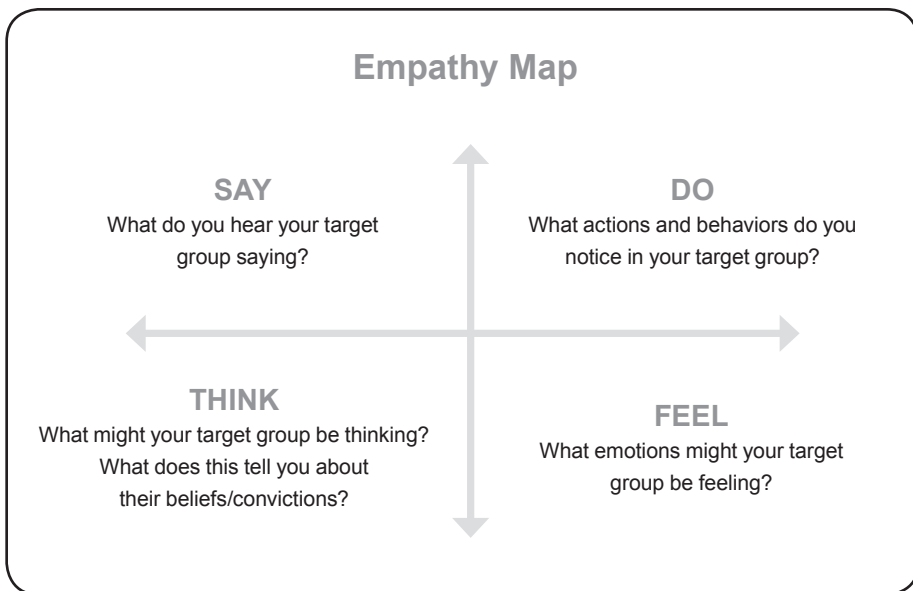 Empathy Map
SAY
What do you hear your target
group saying?
DO
What actions and behaviors do you
notice in your target group?
THINK
What might your target group be thinking?
What does this tell you about
their beliefs/convictions?
FEEL
What emotions might your target
group be feeling?